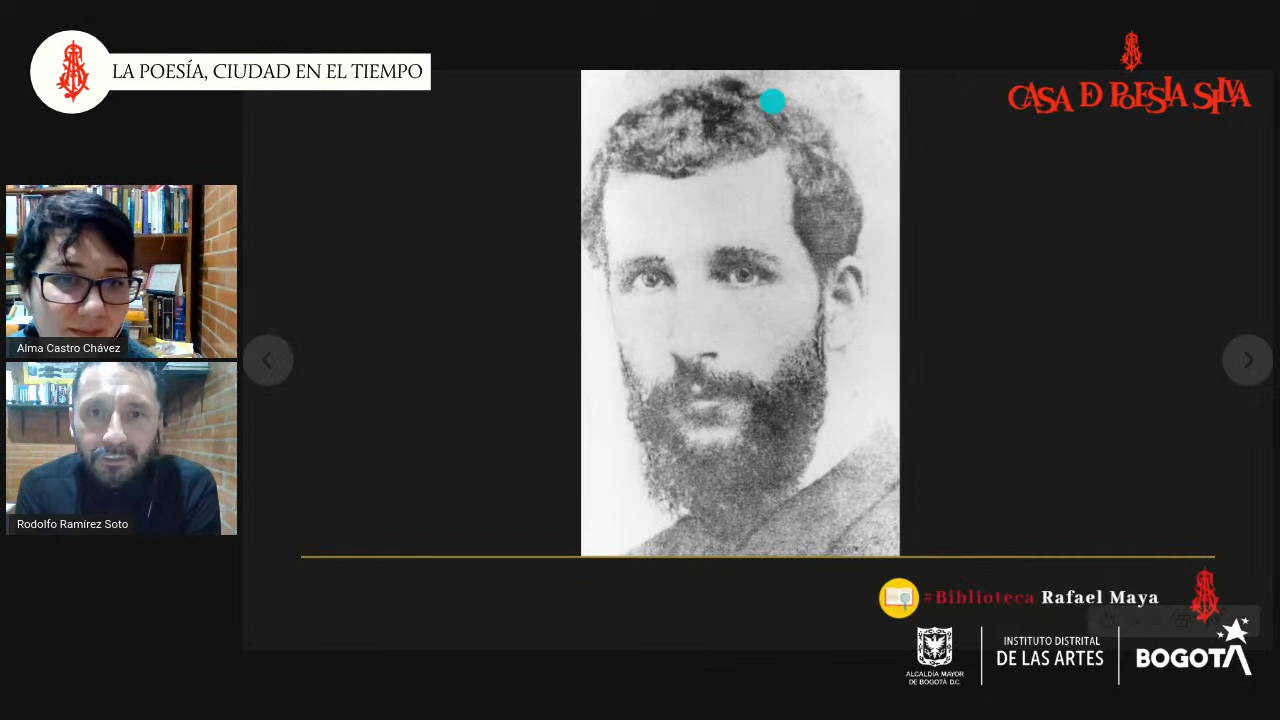 LA POESÍA, CIUDAD EN EL TIEMPO
CASA D POESIA SILVA
Alma Castro Chávez
Rodolfo Ramírez Soto
#Biblioteca Rafael Maya
ALCALDÍA MAYOR
DE BOGOTÁ D.C.
INSTITUTO DISTRITAL
DE LAS ARTES
BOGOTÁ